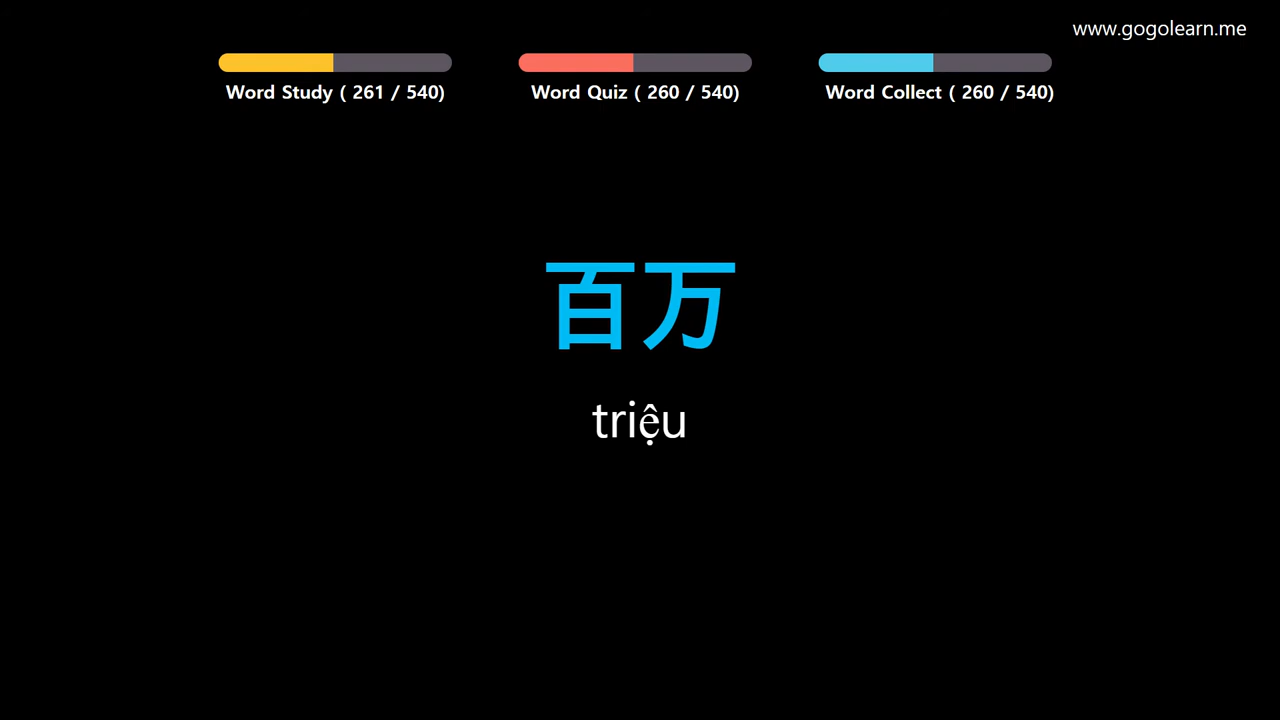 www.gogolearn.me
Word Study ( 261 / 540)
Word Quiz ( 260 / 540)
Word Collect ( 260 / 540)
百万
triệu